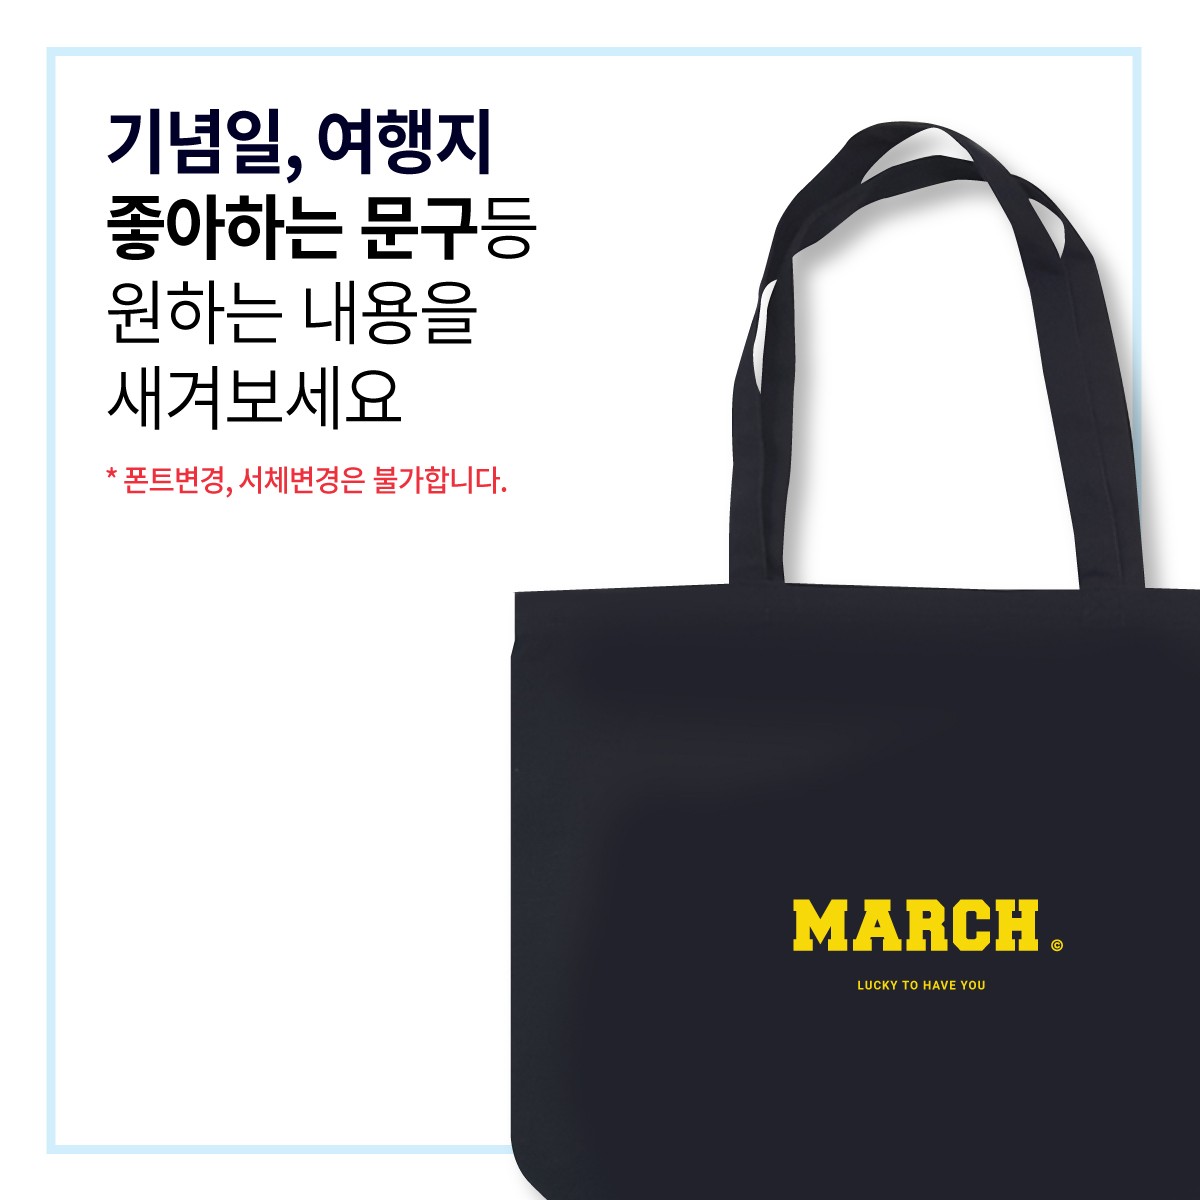 기념일, 여행지
좋아하는 문구등
원하는 내용을
새겨보세요
* 폰트변경, 서체변경은 불가합니다.
MARCH ©
LUCKY TO HAVE YOU